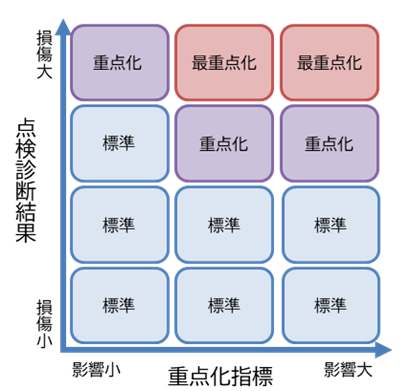 損傷大
重点化 最重点化 最重点化
標準 重点化 重点化
点検診断結果
標準 標準 標準
標準 標準 標準
損傷小
影響小 重点化指標 影響大